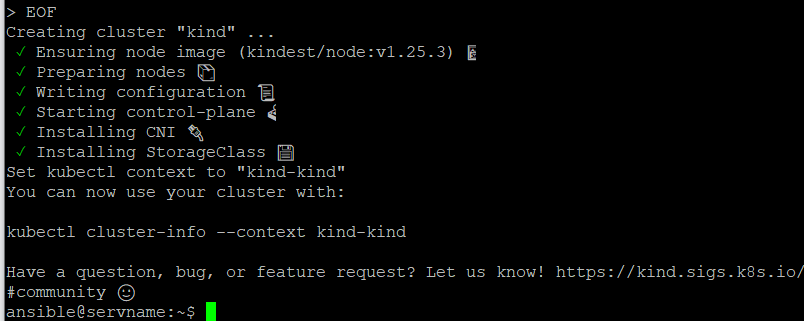 > EOF
Creating cluster "kind" ...
✓ Ensuring node image (kindest/node:v1.25.3) 🖼
✓ Preparing nodes 📦
✓ Writing configuration 📜
✓ Starting control-plane 🕹
✓ Installing CNI 🔌
✓ Installing StorageClass 💾
Set kubectl context to "kind-kind"
You can now use your cluster with:
kubectl cluster-info --context kind-kind
Have a question, bug, or feature request? Let us know! https://kind.sigs.k8s.io/
#community 🙂
ansible@servname:~$